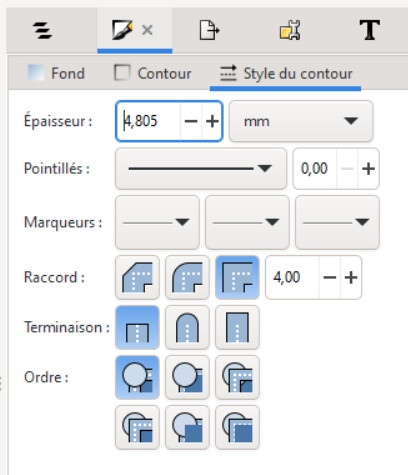 T
Fond Contour Style du contour
Épaisseur : 4,805 mm
Pointillés : 0,00
Marqueurs :
Raccord : 4,00
Terminaison :
Ordre :